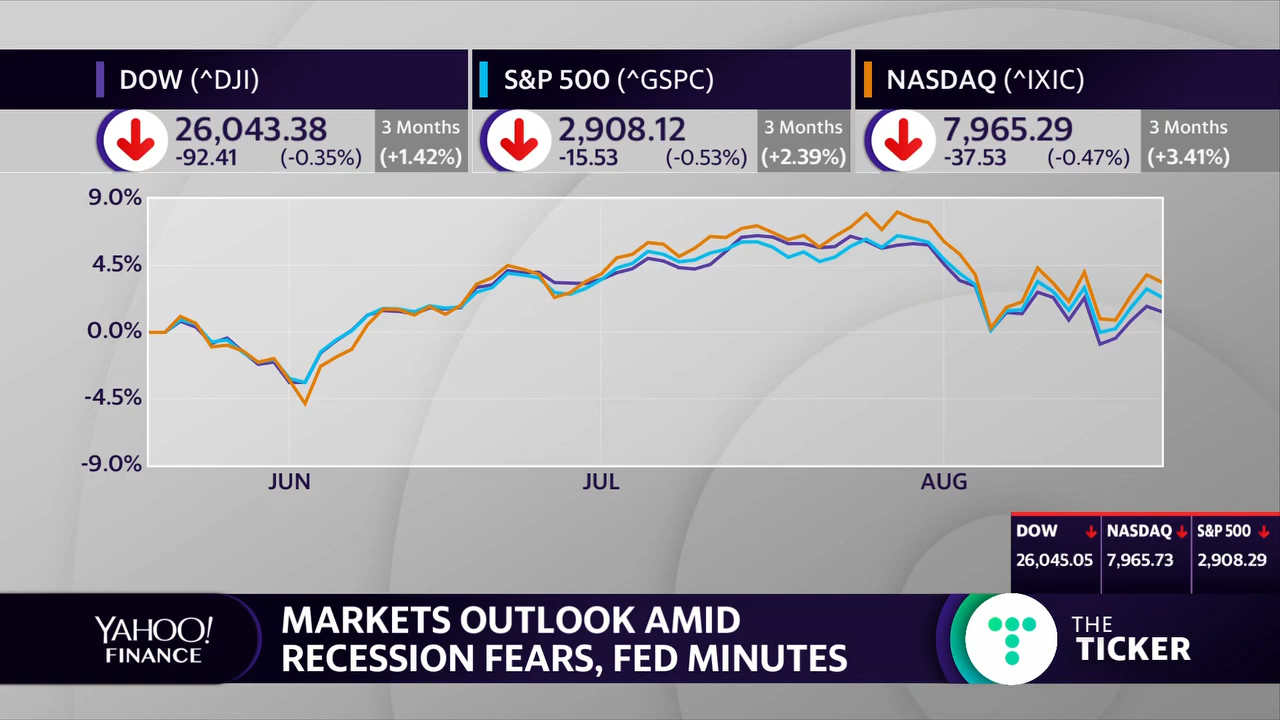 DOW (^DJI)
26,043.38
-92.41 (-0.35%)
3 Months
(+1.42%)
S&P 500 (^GSPC)
2,908.12
-15.53 (-0.53%)
3 Months
(+2.39%)
NASDAQ (^IXIC)
7,965.29
-37.53 (-0.47%)
3 Months
(+3.41%)
9.0%
4.5%
0.0%
-4.5%
-9.0%
JUN JUL AUG
DOW NASDAQ S&P 500
26,045.05 7,965.73 2,908.29
YAHOO!
FINANCE
MARKETS OUTLOOK AMID
RECESSION FEARS, FED MINUTES
THE
TICKER